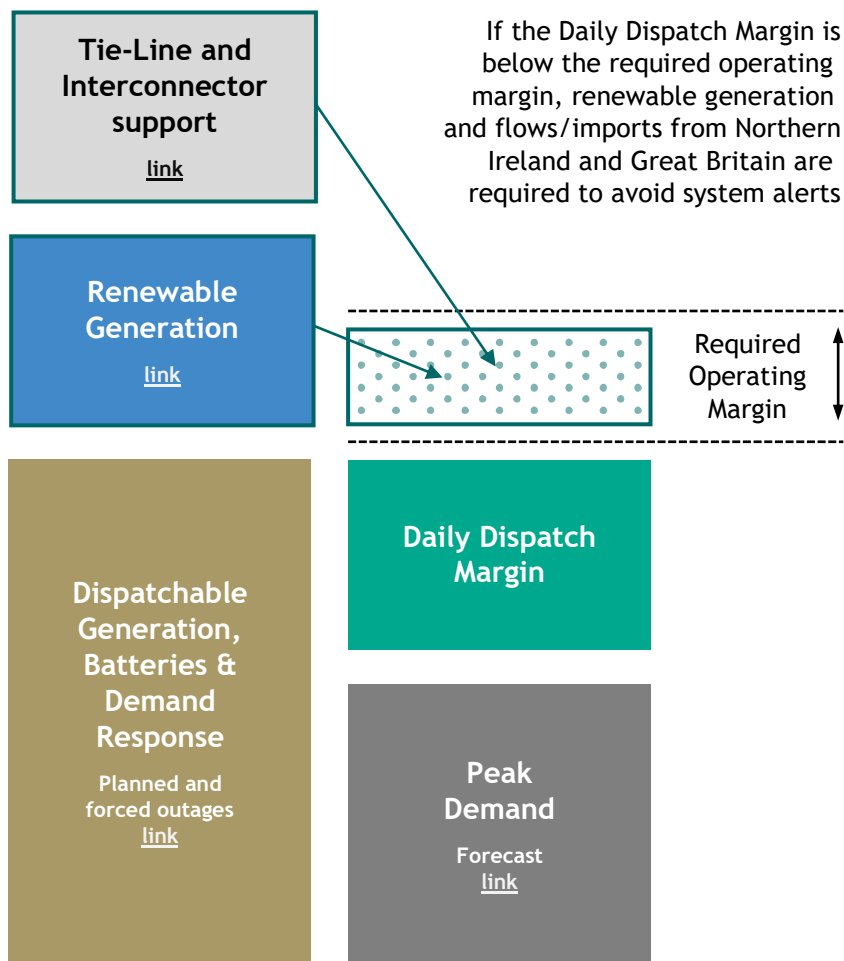 Tie-Line and
Interconnector
support
link
If the Daily Dispatch Margin is
below the required operating
margin, renewable generation
and flows/imports from Northern
Ireland and Great Britain are
required to avoid system alerts
Renewable
Generation
link
Required
Operating
Margin
Dispatchable
Generation,
Batteries &
Demand
Response
Planned and
forced outages
link
Daily Dispatch
Margin
Peak
Demand
Forecast
link